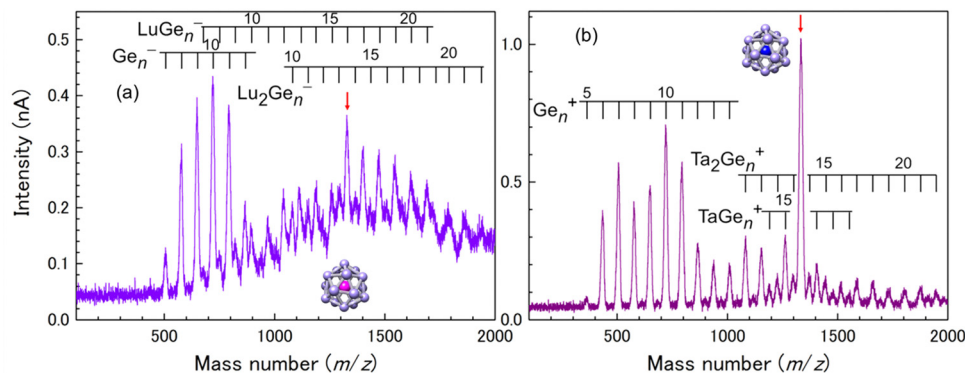 LuGeₙ⁻ 10 15 20
Geₙ⁻ 10
10 15 20
Lu₂Geₙ⁻
(a)
0.5
0.4
0.3
0.2
0.1
Intensity (nA)
500 1000 1500 2000
Mass number (m/z)
(b)
1.0
0.5
0.0
5 10
Geₙ⁺
Ta₂Geₙ⁺ 15 20
TaGeₙ⁺ 15
500 1000 1500 2000
Mass number (m/z)